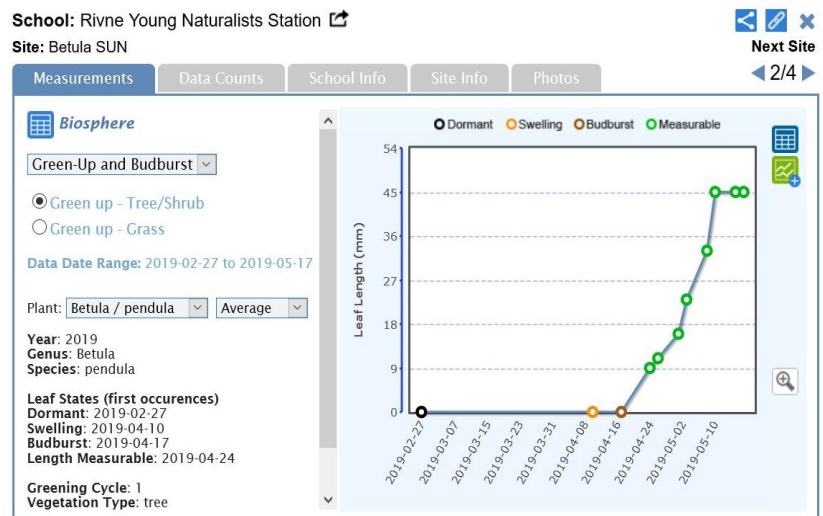 School: Rivne Young Naturalists Station
Site: Betula SUN
Next Site
2/4
Measurements
Data Counts
School Info
Site Info
Photos
Biosphere
Green-Up and Budburst
Green up - Tree/Shrub
Green up - Grass
Data Date Range: 2019-02-27 to 2019-05-17
Plant: Betula / pendula Average
Year: 2019
Genus: Betula
Species: pendula
Leaf States (first occurences)
Dormant: 2019-02-27
Swelling: 2019-04-10
Budburst: 2019-04-17
Length Measurable: 2019-04-24
Greening Cycle: 1
Vegetation Type: tree
Dormant Swelling Budburst Measurable
Leaf Length (mm)
54
45
36
27
18
9
0
2019-02-27
2019-03-07
2019-03-15
2019-03-23
2019-03-31
2019-04-08
2019-04-16
2019-04-24
2019-05-02
2019-05-10